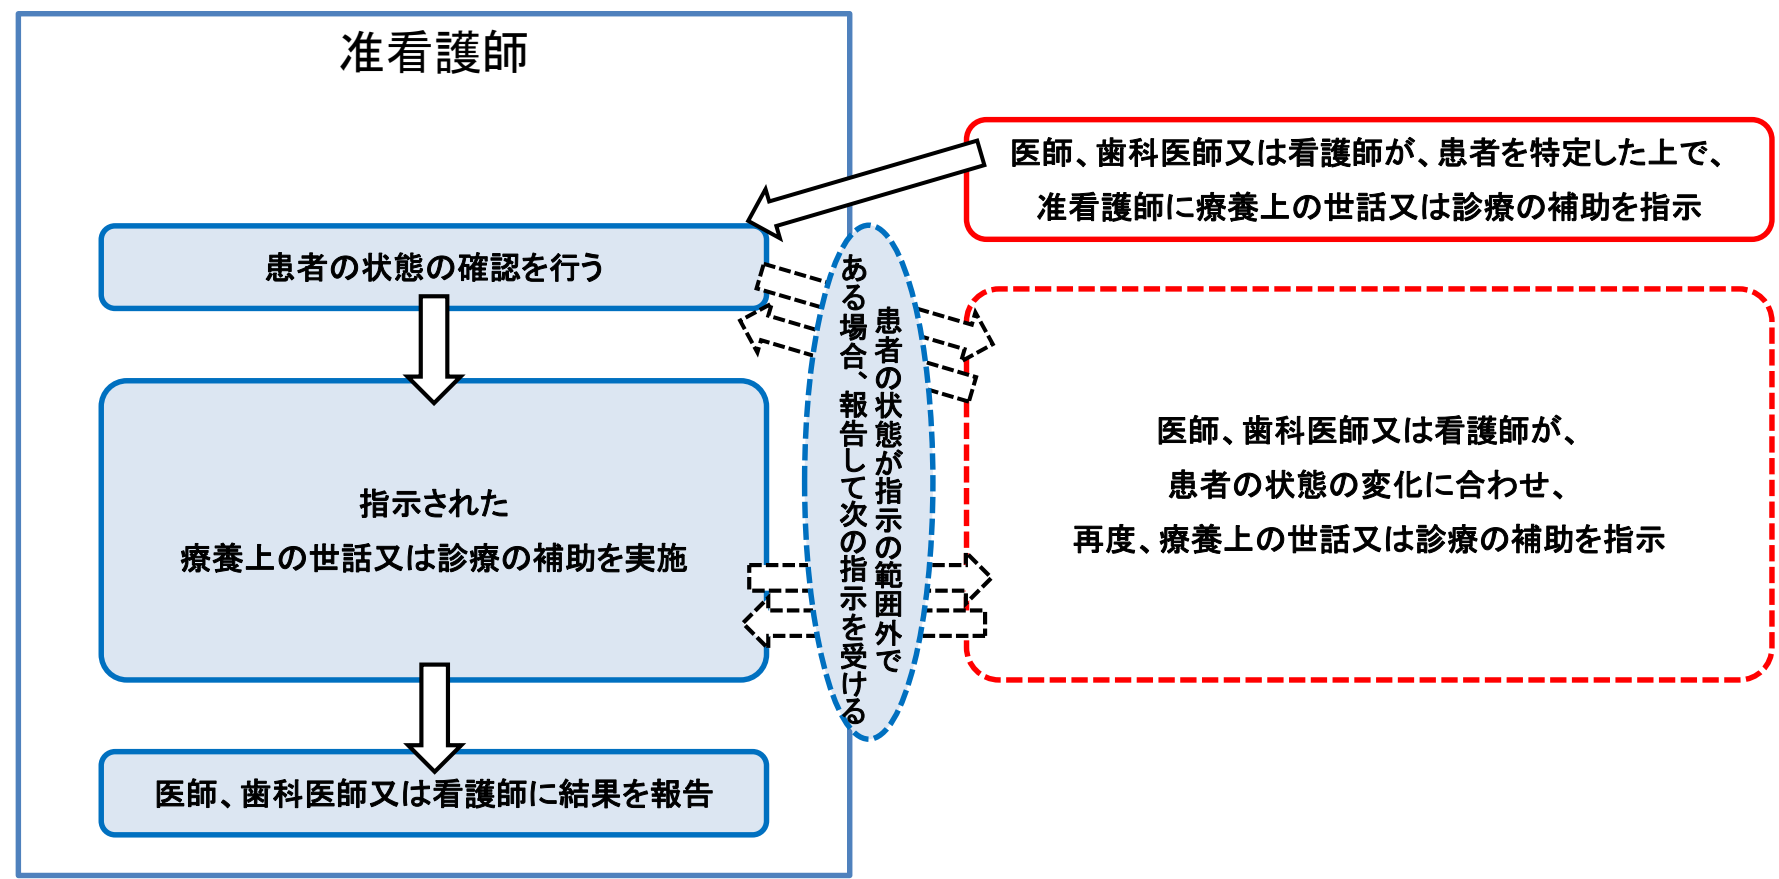 准看護師
医師、歯科医師又は看護師が、患者を特定した上で、
准看護師に療養上の世話又は診療の補助を指示
患者の状態の確認を行う
患者の状態が指示の範囲外で
ある場合、報告して次の指示を受ける
医師、歯科医師又は看護師が、
患者の状態の変化に合わせ、
再度、療養上の世話又は診療の補助を指示
指示された
療養上の世話又は診療の補助を実施
医師、歯科医師又は看護師に結果を報告